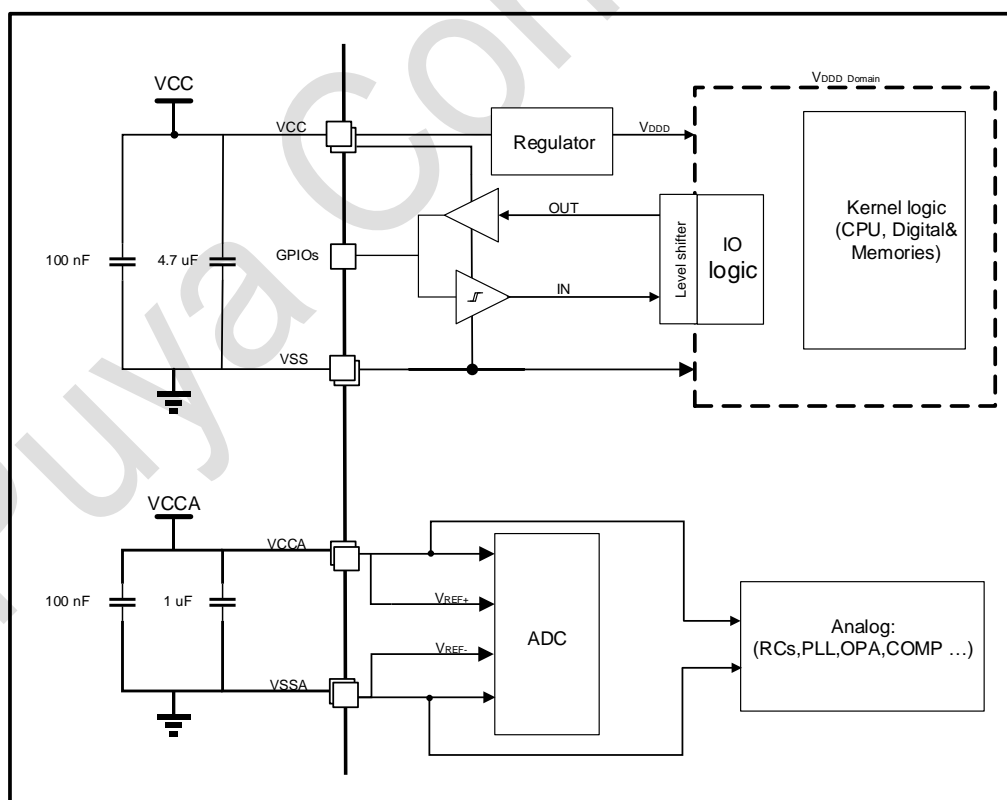 VCC
VDDD Domain
VCC
Regulator
VDDD
OUT
Kernel logic
(CPU, Digital&
Memories)
100 nF
4.7 uF
GPIOs
Level shifter
IO
logic
IN
VSS
VCCA
VCCA
100 nF
1 uF
VREF+
ADC
VREF-
Analog:
(RCs,PLL,OPA,COMP …)
VSSA
Puya Con